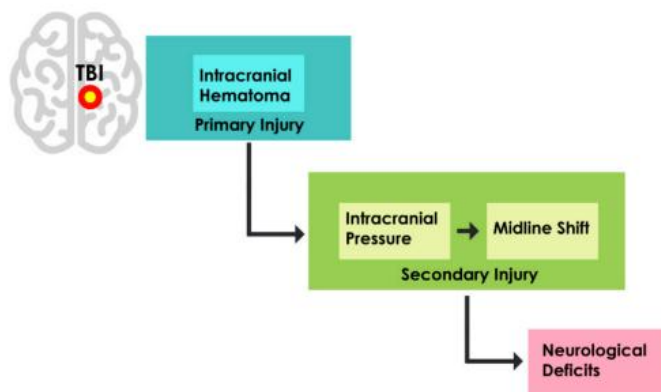 TBI
Intracranial
Hematoma
Primary Injury
Intracranial
Pressure
Midline Shift
Secondary Injury
Neurological
Deficits